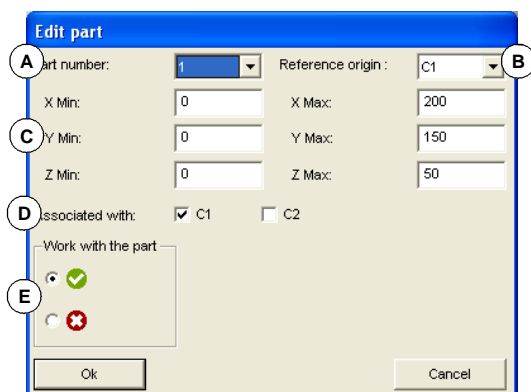 Edit part
A art number: 1 Reference origin : C1 B
X Min: 0 X Max: 200
C Y Min: 0 Y Max: 150
Z Min: 0 Z Max: 50
D ssociated with: C1 C2
Work with the part
E
Ok Cancel